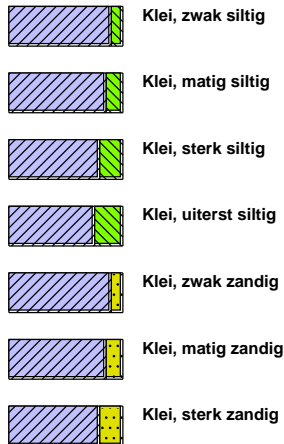 Klei, zwak siltig
Klei, matig siltig
Klei, sterk siltig
Klei, uiterst siltig
Klei, zwak zandig
Klei, matig zandig
Klei, sterk zandig